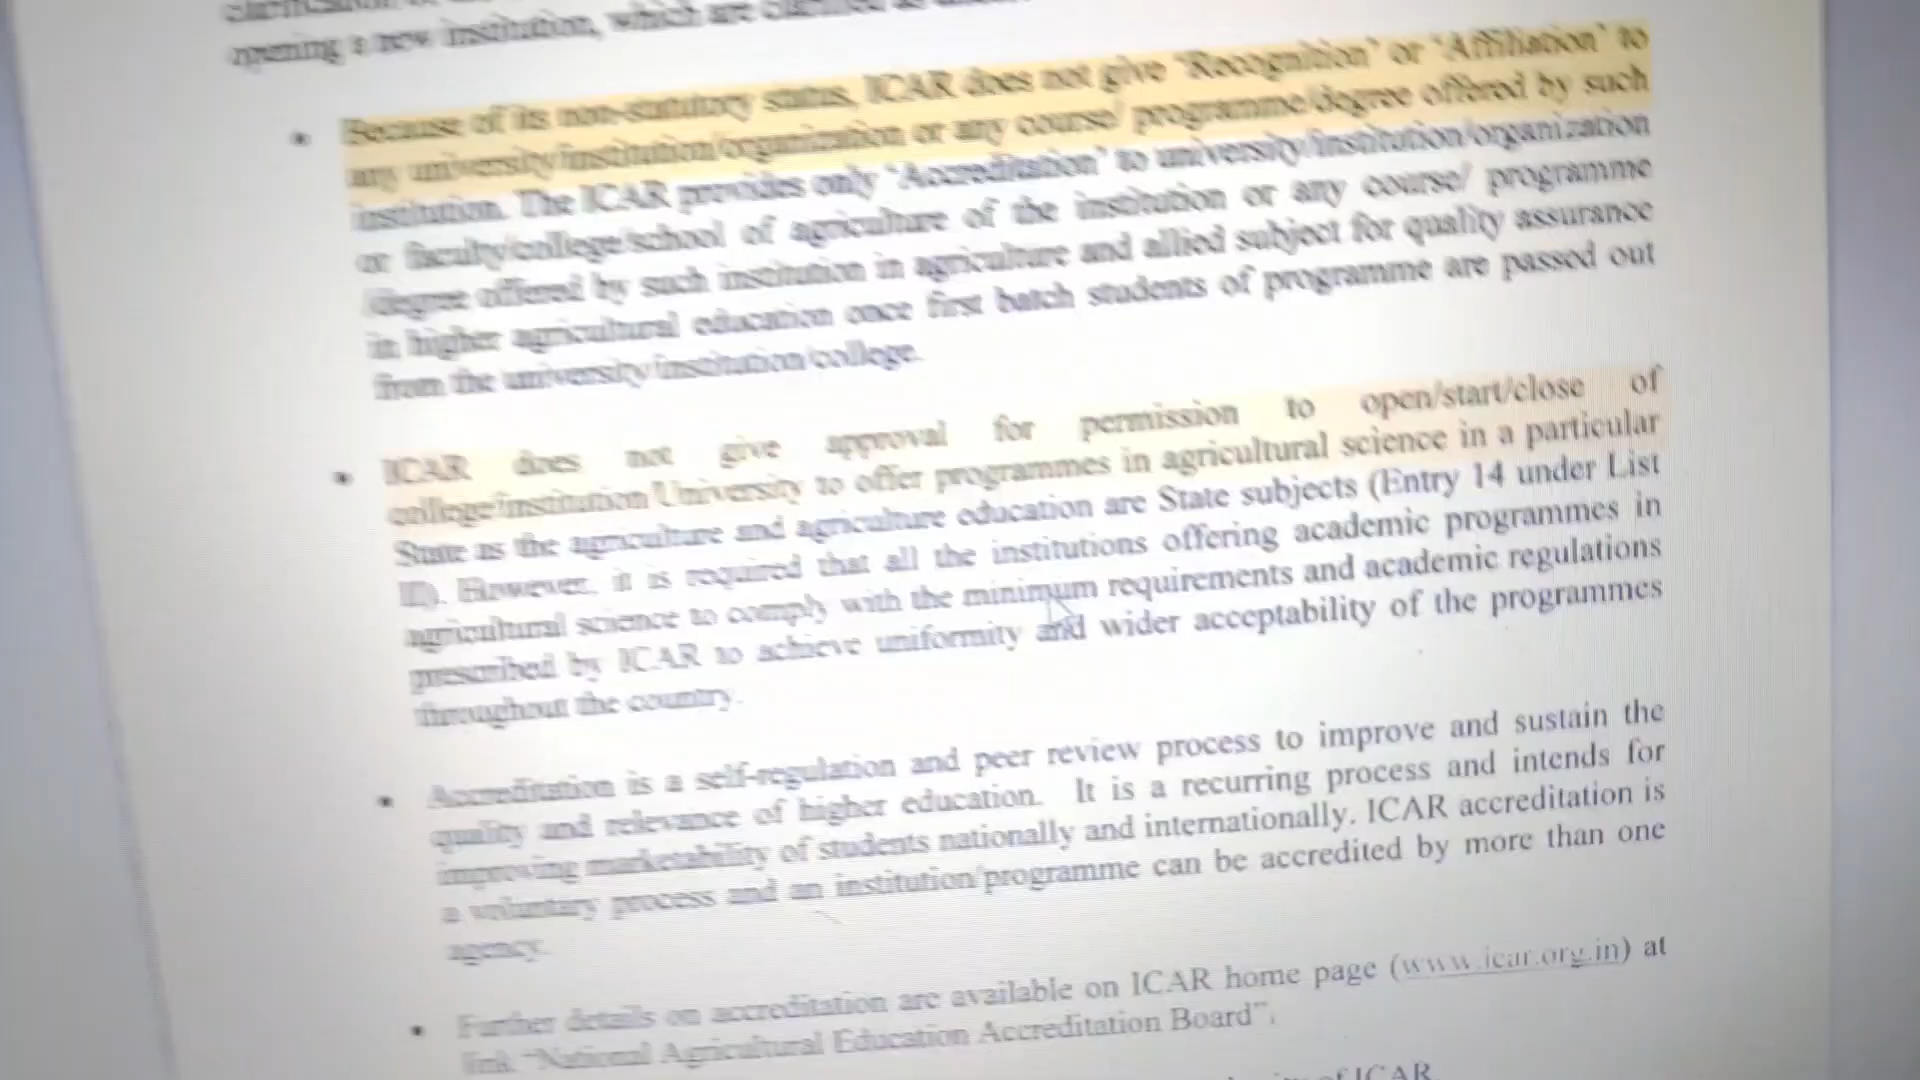 opening a new institution, which are
Because of its non-statutory status, ICAR does not give 'Recognition' or 'Affiliation' to
any university/institution/organization or any course/ programme/degree offered by such
institution. The ICAR provides only 'Accreditation' to university/institution/organization
or faculty/college/school of agriculture of the institution or any course/ programme
/degree offered by such institution in agriculture and allied subject for quality assurance
in higher agricultural education once first batch students of programme are passed out
from the university/institution/college.
ICAR does not give approval for permission to open/start/close of
college/institution/University to offer programmes in agricultural science in a particular
State as the agriculture and agriculture education are State subjects (Entry 14 under List
II). However, it is required that all the institutions offering academic programmes in
agricultural science to comply with the minimum requirements and academic regulations
prescribed by ICAR to achieve uniformity and wider acceptability of the programmes
throughout the country.
Accreditation is a self-regulation and peer review process to improve and sustain the
quality and relevance of higher education. It is a recurring process and intends for
improving marketability of students nationally and internationally. ICAR accreditation is
a voluntary process and an institution/programme can be accredited by more than one
agency.
Further details on accreditation are available on ICAR home page (www.icar.org.in) at
link "National Agricultural Education Accreditation Board".
of ICAR